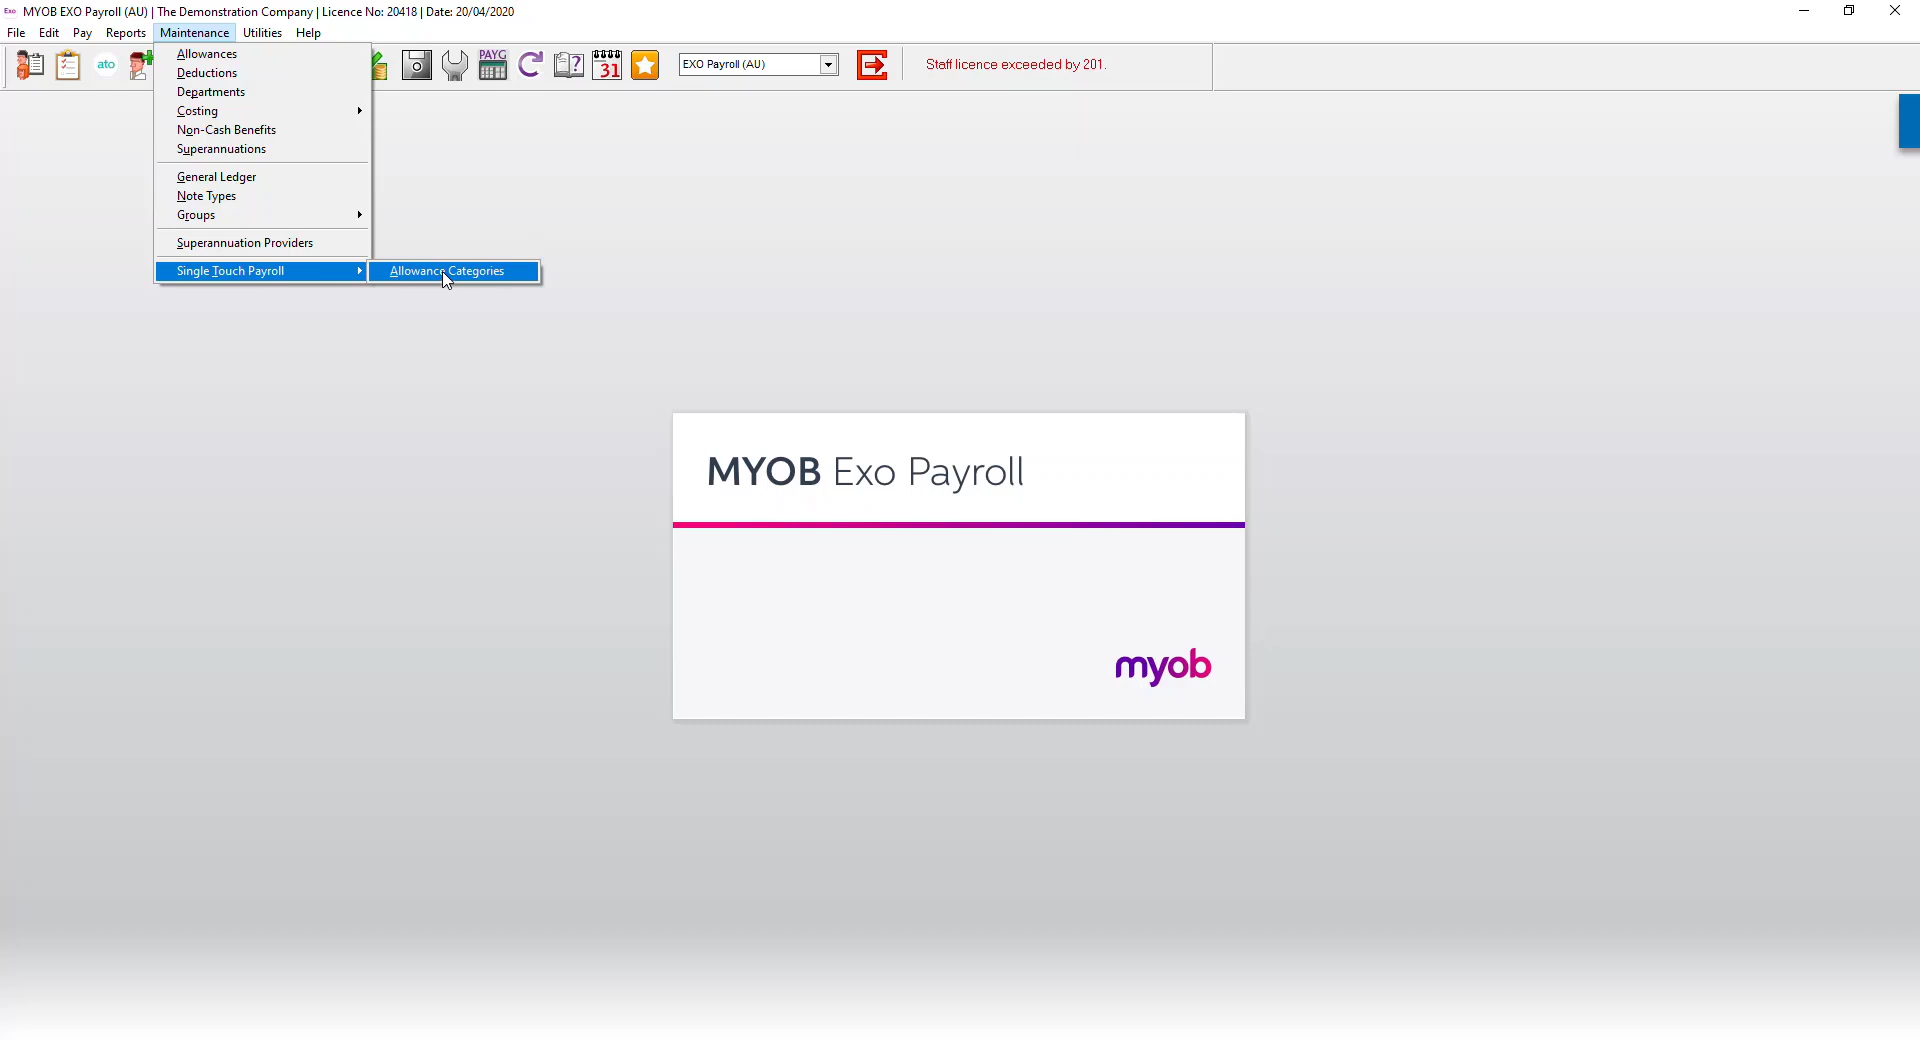 Exo MYOB EXO Payroll (AU) | The Demonstration Company | Licence No: 20418 | Date: 20/04/2020
File Edit Pay Reports Maintenance Utilities Help
ato PAYG 31 EXO Payroll (AU) Staff licence exceeded by 201.
Allowances
Deductions
Departments
Costing
Non-Cash Benefits
Superannuations
General Ledger
Note Types
Groups
Superannuation Providers
Single Touch Payroll Allowance Categories
MYOB Exo Payroll
myob